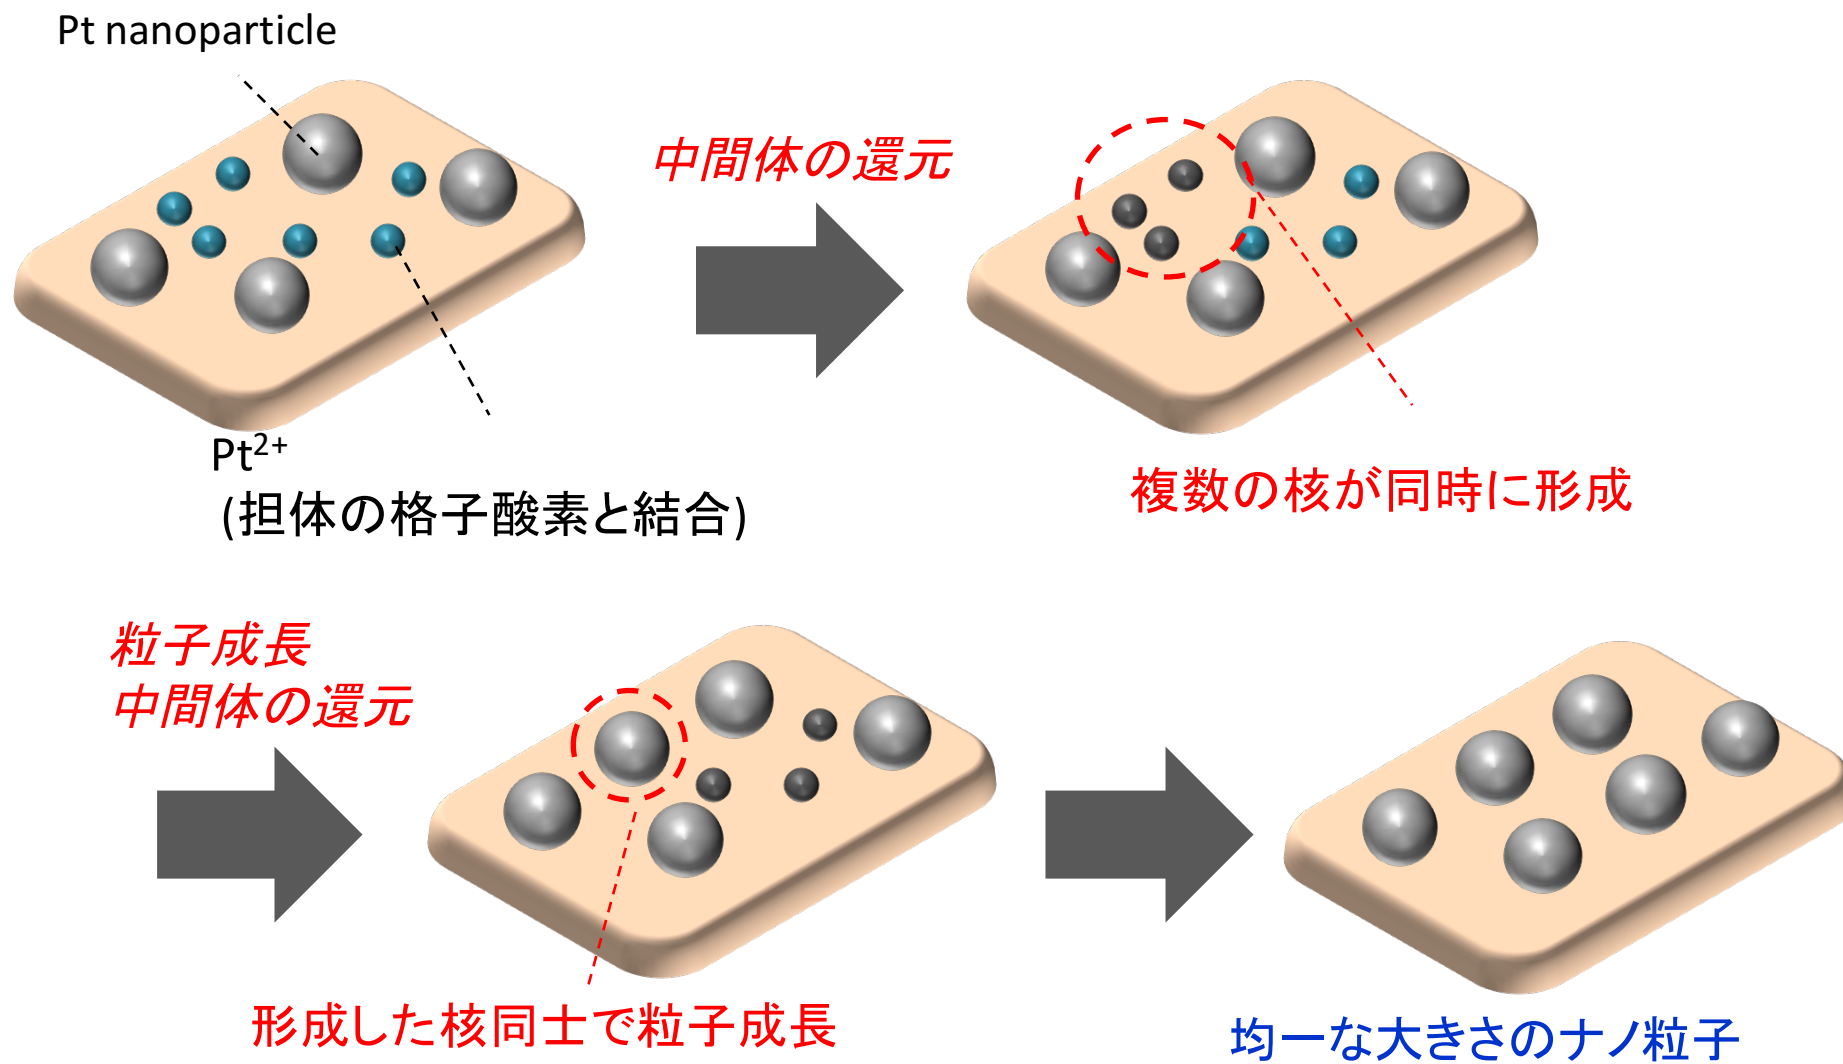 Pt nanoparticle
中間体の還元
Pt²⁺
(担体の格子酸素と結合)
複数の核が同時に形成
粒子成長
中間体の還元
形成した核同士で粒子成長
均一な大きさのナノ粒子